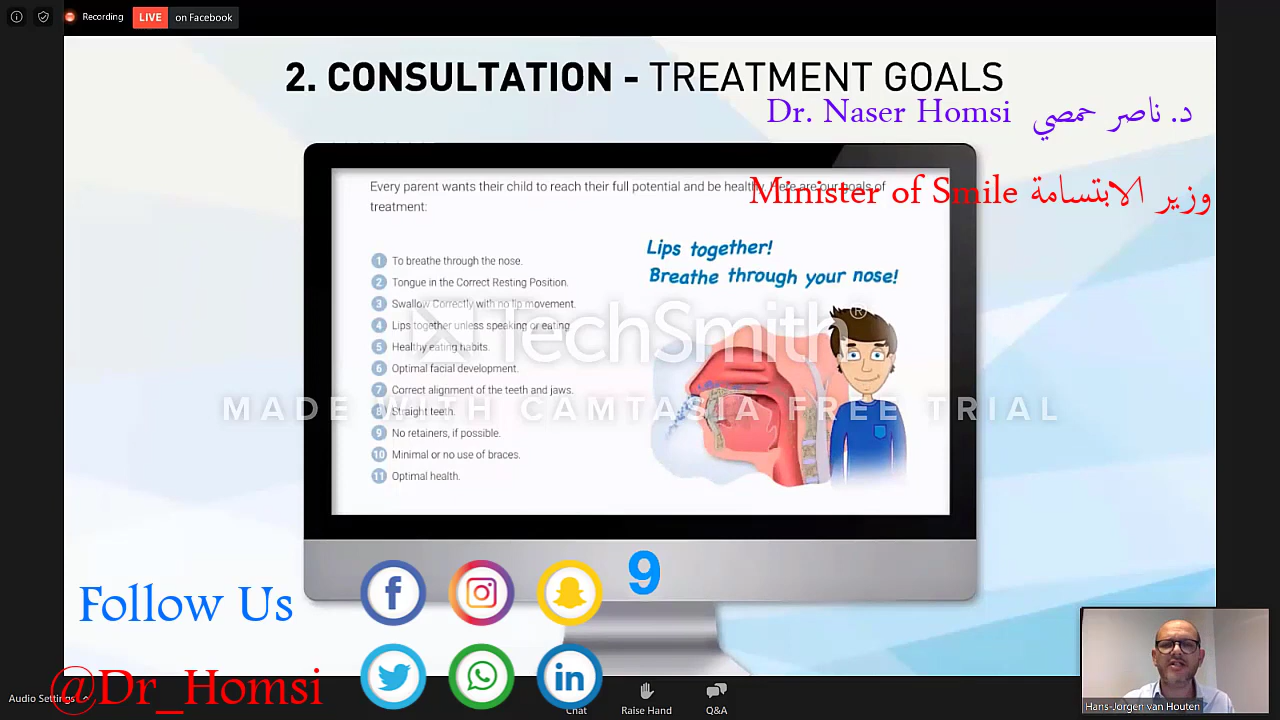 Recording
LIVE
on Facebook
2. CONSULTATION - TREATMENT GOALS
Dr. Naser Homsi د. ناصر حمصي
Every parent wants their child to reach their full potential and be healthy. Here are our goals of
treatment:
Minister of Smile وزير الابتسامة
1 To breathe through the nose.
2 Tongue in the Correct Resting Position.
3 Swallow Correctly with no lip movement.
4 Lips together unless speaking or eating
5 Healthy eating habits.
6 Optimal facial development.
7 Correct alignment of the teeth and jaws.
8 Straight teeth.
9 No retainers, if possible.
10 Minimal or no use of braces.
11 Optimal health.
Lips together!
Breathe through your nose!
TechSmith®
MADE WITH CAMTASIA FREE TRIAL
9
Follow Us
@Dr_Homsi
Audio Settings
Chat
Raise Hand
Q&A
Hans-Jorgen van Houten